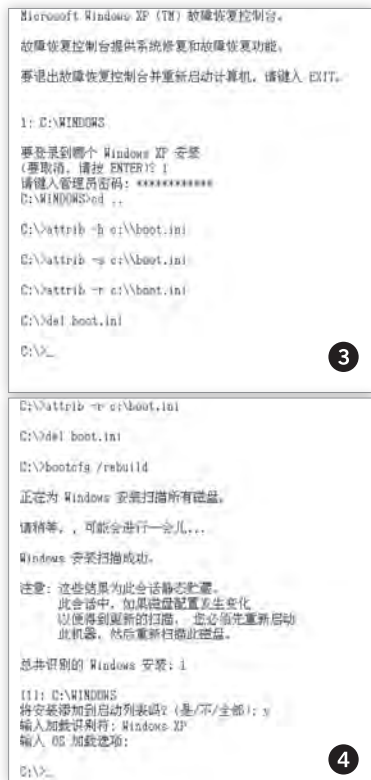 Microsoft Windows XP (TM) 故障恢复控制台。
故障恢复控制台提供系统修复和故障恢复功能。
要退出故障恢复控制台并重新启动计算机，请键入 EXIT。
1: C:\WINDOWS
要登录到哪个 Windows XP 安装
(要取消，请按 ENTER)? 1
请键入管理员密码: ************
C:\WINDOWS>cd ..
C:\>attrib -h c:\\boot.ini
C:\>attrib -s c:\\boot.ini
C:\>attrib -r c:\\boot.ini
C:\>del boot.ini
C:\>_
3
C:\>attrib -r c:\boot.ini
C:\>del boot.ini
C:\>bootcfg /rebuild
正在为 Windows 安装扫描所有磁盘。
请稍等，，可能会进行一会儿...
Windows 安装扫描成功。
注意: 这些结果为此会话静态贮藏。
此会话中，如果磁盘配置发生变化
以便得到更新的扫描， 您必须先重新启动
此机器，然后重新扫描此磁盘。
总共识别的 Windows 安装: 1
[1]: C:\WINDOWS
将安装添加到启动列表吗? (是/不/全部): y
输入加载识别符: Windows XP
输入 OS 加载选项:
C:\>_
4